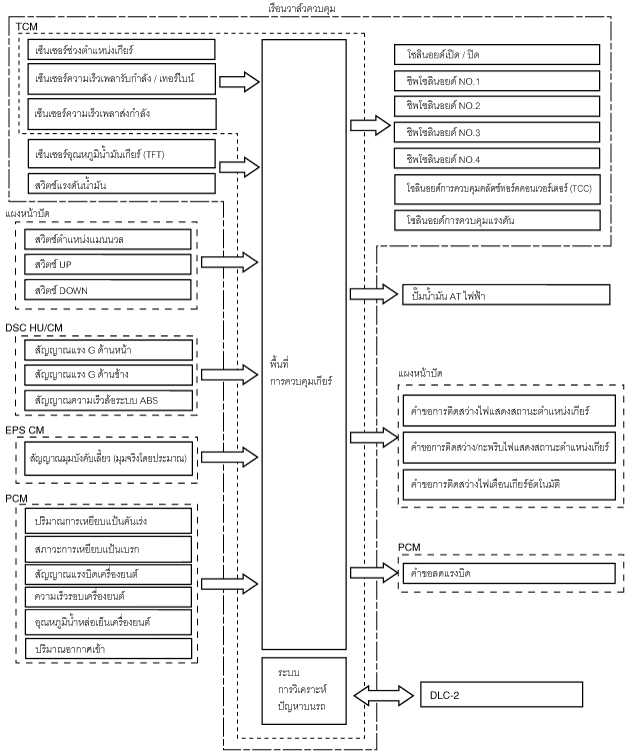 เรือนวาล์วควบคุม
TCM
เซ็นเซอร์ช่วงตำแหน่งเกียร์
เซ็นเซอร์ความเร็วเพลารับกำลัง / เทอร์ไบน์
เซ็นเซอร์ความเร็วเพลาส่งกำลัง
เซ็นเซอร์อุณหภูมิน้ำมันเกียร์ (TFT)
สวิตช์แรงดันน้ำมัน
แผงหน้าปัด
สวิตช์ตำแหน่งแมนนวล
สวิตช์ UP
สวิตช์ DOWN
DSC HU/CM
สัญญาณแรง G ด้านหน้า
สัญญาณแรง G ด้านข้าง
สัญญาณความเร็วล้อระบบ ABS
EPS CM
สัญญาณมุมบังคับเลี้ยว (มุมจริงโดยประมาณ)
PCM
ปริมาณการเหยียบแป้นคันเร่ง
สภาวะการเหยียบแป้นเบรก
สัญญาณแรงบิดเครื่องยนต์
ความเร็วรอบเครื่องยนต์
อุณหภูมิน้ำหล่อเย็นเครื่องยนต์
ปริมาณอากาศเข้า
พื้นที่
การควบคุมเกียร์
ระบบ
การวิเคราะห์
ปัญหาบนรถ
โซลินอยด์เปิด / ปิด
ชิพโซลินอยด์ NO.1
ชิพโซลินอยด์ NO.2
ชิพโซลินอยด์ NO.3
ชิพโซลินอยด์ NO.4
โซลินอยด์การควบคุมคลัตช์ทอร์คคอนเวอร์เตอร์ (TCC)
โซลินอยด์การควบคุมแรงดัน
ปั๊มน้ำมัน AT ไฟฟ้า
แผงหน้าปัด
คำขอการติดสว่างไฟแสดงสถานะตำแหน่งเกียร์
คำขอการติดสว่าง/กะพริบไฟแสดงสถานะตำแหน่งเกียร์
คำขอการติดสว่างไฟเตือนเกียร์อัตโนมัติ
PCM
คำขอลดแรงบิด
DLC-2